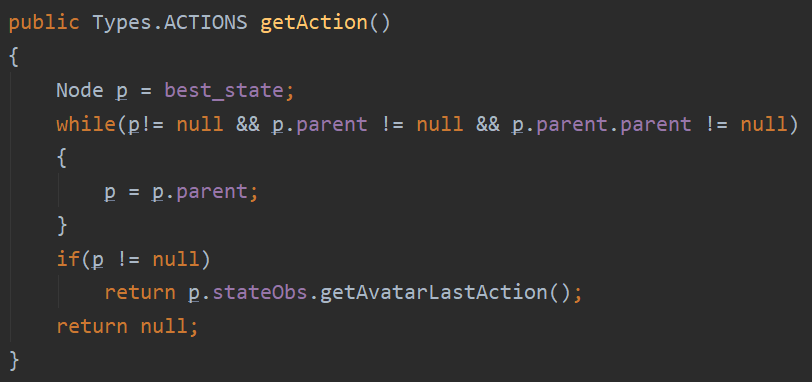 public Types.ACTIONS getAction()
{
    Node p = best_state;
    while(p!= null && p.parent != null && p.parent.parent != null)
    {
        p = p.parent;
    }
    if(p != null)
        return p.stateObs.getAvatarLastAction();
    return null;
}